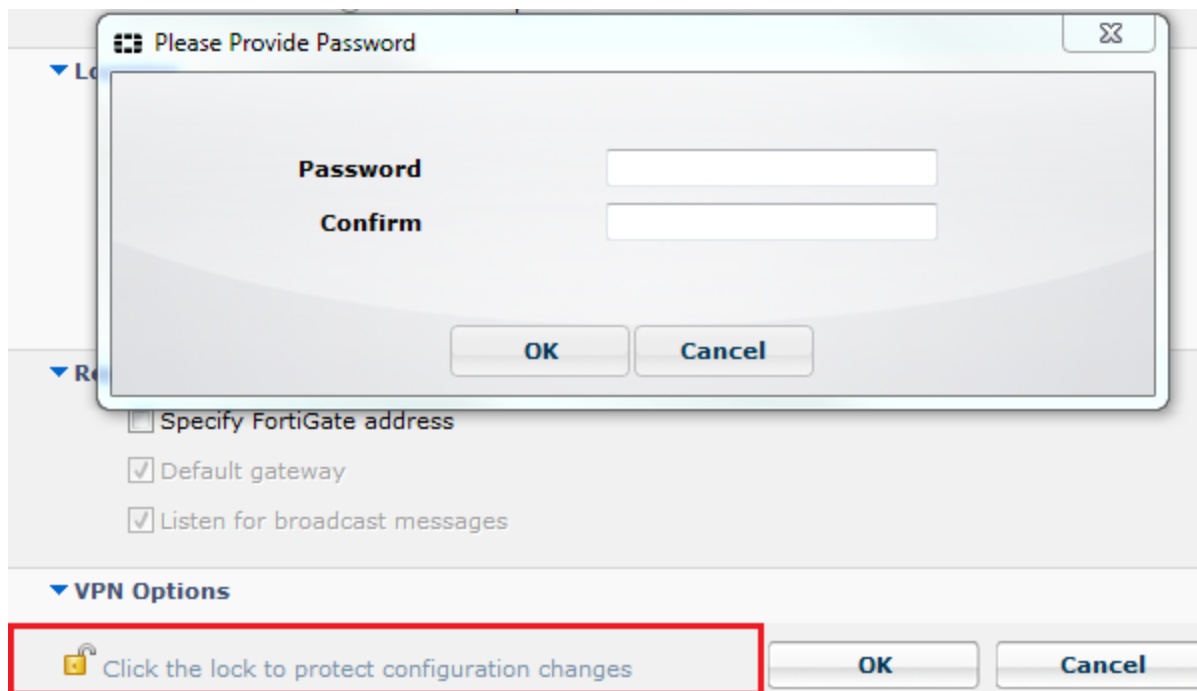 Please Provide Password
Password
Confirm
OK Cancel
Specify FortiGate address
Default gateway
Listen for broadcast messages
VPN Options
Click the lock to protect configuration changes
OK Cancel